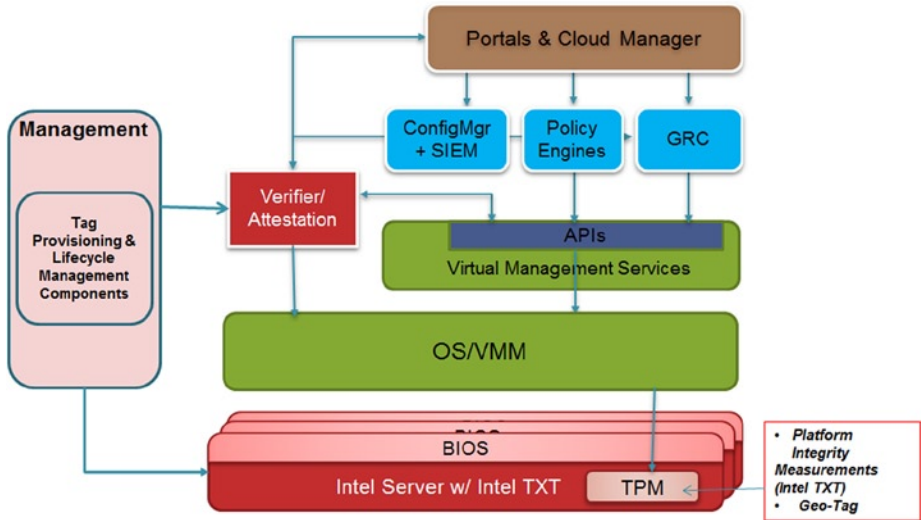 Portals & Cloud Manager
Management
ConfigMgr
+ SIEM
Policy
Engines
GRC
Verifier/
Attestation
Tag
Provisioning &
Lifecycle
Management
Components
APIs
Virtual Management Services
OS/VMM
BIOS
BIOS
Intel Server w/ Intel TXT
TPM
• Platform
Integrity
Measurements
(Intel TXT)
• Geo-Tag